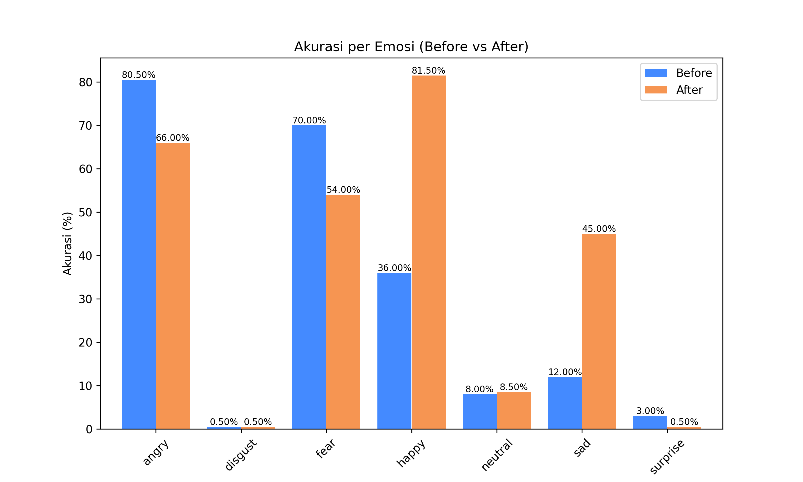 Akurasi per Emosi (Before vs After)
Before
After
Akurasi (%)
80
70
60
50
40
30
20
10
0
80.50%
66.00%
0.50%
0.50%
70.00%
54.00%
36.00%
81.50%
8.00%
8.50%
12.00%
45.00%
3.00%
0.50%
angry
disgust
fear
happy
neutral
sad
surprise